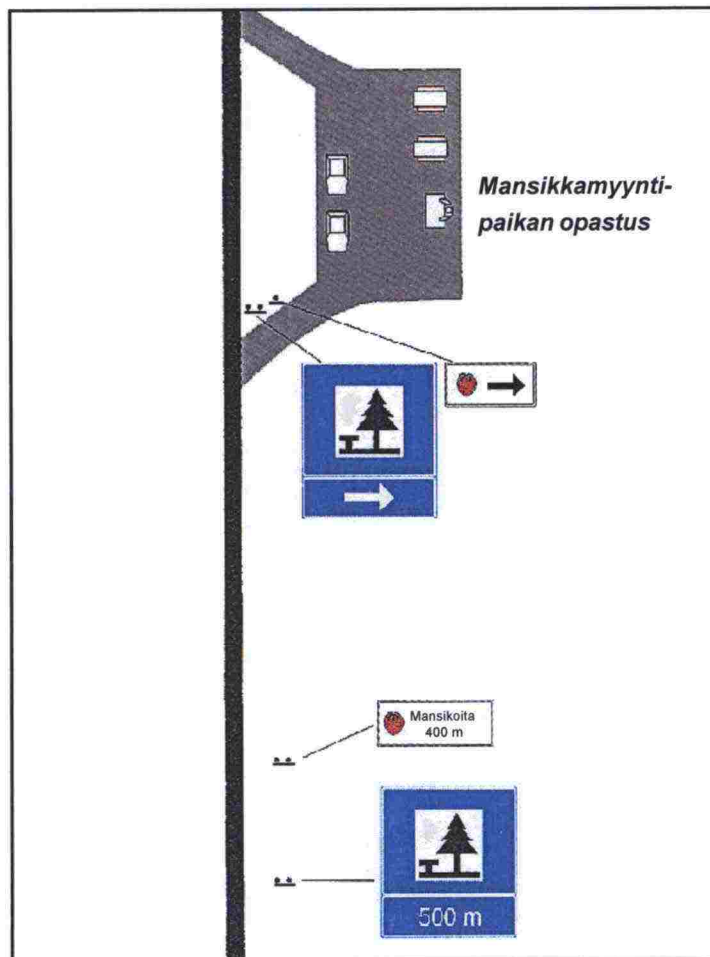 Mansikkamyynti-
paikan opastus
Mansikoita
400 m
500 m